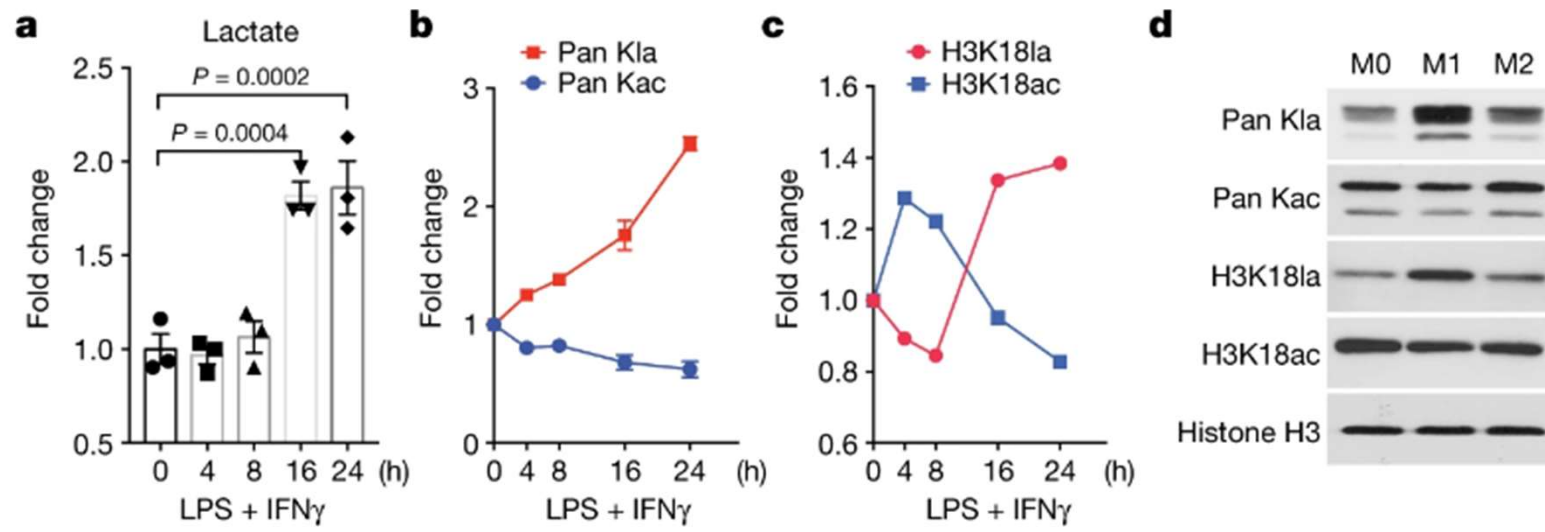 a
Lactate
P = 0.0002
P = 0.0004
Fold change
2.5
2.0
1.5
1.0
0.5
0 4 8 16 24 (h)
LPS + IFNγ
b
Pan Kla
Pan Kac
Fold change
3
2
1
0
0 4 8 16 24 (h)
LPS + IFNγ
c
H3K18la
H3K18ac
Fold change
1.6
1.4
1.2
1.0
0.8
0.6
0 4 8 16 24 (h)
LPS + IFNγ
d
M0 M1 M2
Pan Kla
Pan Kac
H3K18la
H3K18ac
Histone H3